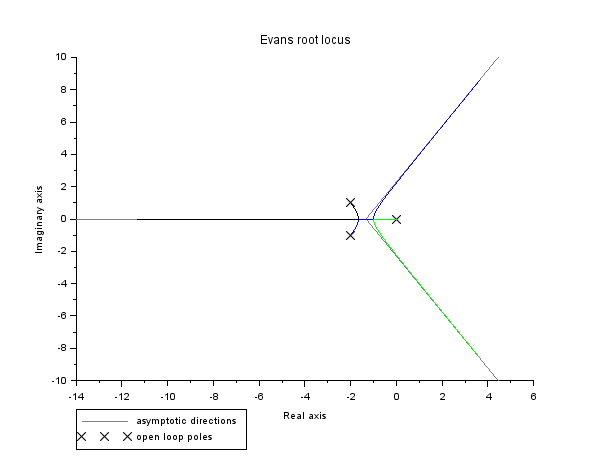 Evans root locus
10
8
6
4
2
0
-2
-4
-6
-8
-10
Imaginary axis
-14 -12 -10 -8 -6 -4 -2 0 2 4 6
Real axis
asymptotic directions
open loop poles